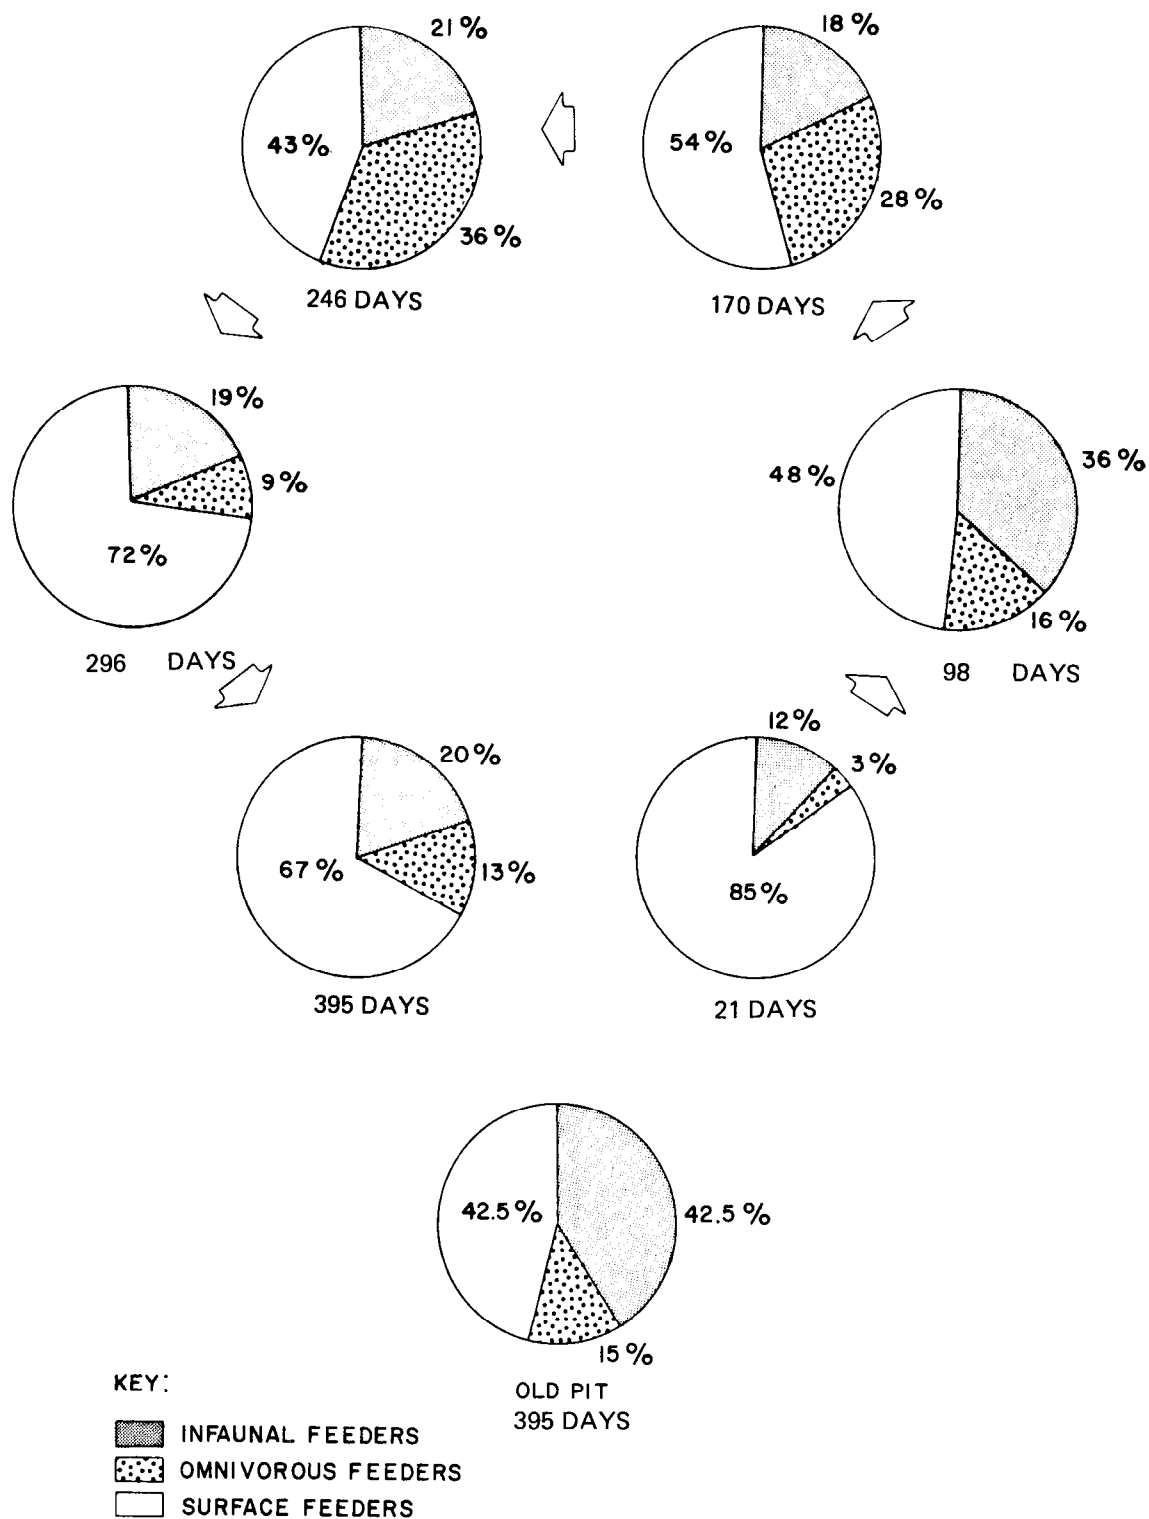 21%
43%
36%
246 DAYS
18%
54%
28%
170 DAYS
19%
9%
72%
296 DAYS
48%
36%
16%
98 DAYS
20%
67%
13%
395 DAYS
12%
3%
85%
21 DAYS
42.5%
42.5%
15%
OLD PIT
395 DAYS
KEY:
INFAUNAL FEEDERS
OMNIVOROUS FEEDERS
SURFACE FEEDERS